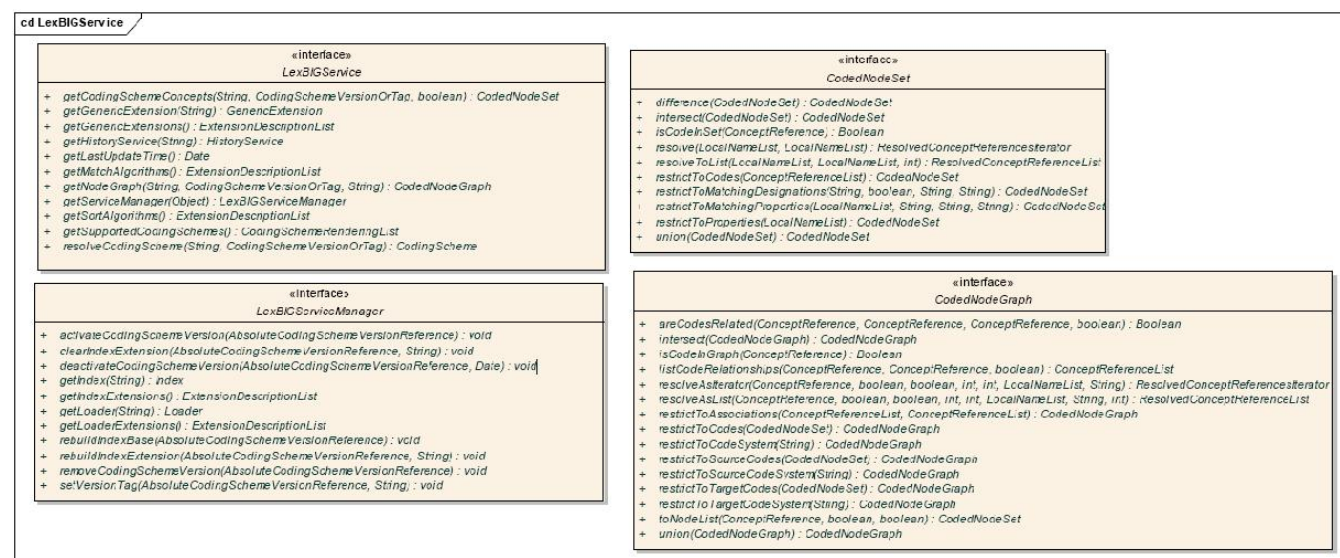 cd LexBIGService
«interface»
LexBIGService
+ getCodingSchemeConcepts(String, CodingSchemeVersionOrTag, boolean) : CodedNodeSet
+ getGenericExtension(String) : GenericExtension
+ getGenericExtensions() : ExtensionDescriptionList
+ getHistoryService(String) : HistoryService
+ getLastUpdateTime() : Date
+ getMatchAlgorithms() : ExtensionDescriptionList
+ getNodeGraph(String, CodingSchemeVersionOrTag, String) : CodedNodeGraph
+ getServiceManager(Object) : LexBIGServiceManager
+ getSortAlgorithms() : ExtensionDescriptionList
+ getSupportedCodingSchemes() : CodingSchemeRenderingList
+ resolveCodingScheme(String, CodingSchemeVersionOrTag) : CodingScheme
«interface»
CodedNodeSet
+ difference(CodedNodeSet) : CodedNodeSet
+ intersect(CodedNodeSet) : CodedNodeSet
+ isCodeInSet(ConceptReference) : Boolean
+ resolve(LocalNameList, LocalNameList) : ResolvedConceptReferencesIterator
+ resolveToList(LocalNameList, LocalNameList, int) : ResolvedConceptReferenceList
+ restrictToCodes(ConceptReferenceList) : CodedNodeSet
+ restrictToMatchingDesignations(String, boolean, String, String) : CodedNodeSet
+ restrictToMatchingProperties(LocalNameList, String, String, String) : CodedNodeSet
+ restrictToProperties(LocalNameList) : CodedNodeSet
+ union(CodedNodeSet) : CodedNodeSet
«interface»
LexBIGServiceManager
+ activateCodingSchemeVersion(AbsoluteCodingSchemeVersionReference) : void
+ clearIndexExtension(AbsoluteCodingSchemeVersionReference, String) : void
+ deactivateCodingSchemeVersion(AbsoluteCodingSchemeVersionReference, Date) : void
+ getIndex(String) : Index
+ getIndexExtensions() : ExtensionDescriptionList
+ getLoader(String) : Loader
+ getLoaderExtensions() : ExtensionDescriptionList
+ rebuildIndexBase(AbsoluteCodingSchemeVersionReference) : void
+ rebuildIndexExtension(AbsoluteCodingSchemeVersionReference, String) : void
+ removeCodingSchemeVersion(AbsoluteCodingSchemeVersionReference) : void
+ setVersionTag(AbsoluteCodingSchemeVersionReference, String) : void
«interface»
CodedNodeGraph
+ areCodesRelated(ConceptReference, ConceptReference, ConceptReference, boolean) : Boolean
+ intersect(CodedNodeGraph) : CodedNodeGraph
+ isCodeInGraph(ConceptReference) : Boolean
+ listCodeRelationships(ConceptReference, ConceptReference, boolean) : ConceptReferenceList
+ resolveAsIterator(ConceptReference, boolean, boolean, int, int, LocalNameList, String) : ResolvedConceptReferencesIterator
+ resolveAsList(ConceptReference, boolean, boolean, int, int, LocalNameList, String, int) : ResolvedConceptReferenceList
+ restrictToAssociations(ConceptReferenceList, ConceptReferenceList) : CodedNodeGraph
+ restrictToCodes(CodedNodeSet) : CodedNodeGraph
+ restrictToCodeSystem(String) : CodedNodeGraph
+ restrictToSourceCodes(CodedNodeSet) : CodedNodeGraph
+ restrictToSourceCodeSystem(String) : CodedNodeGraph
+ restrictToTargetCodes(CodedNodeSet) : CodedNodeGraph
+ restrictToTargetCodeSystem(String) : CodedNodeGraph
+ toNodeList(ConceptReference, boolean, boolean) : CodedNodeSet
+ union(CodedNodeGraph) : CodedNodeGraph